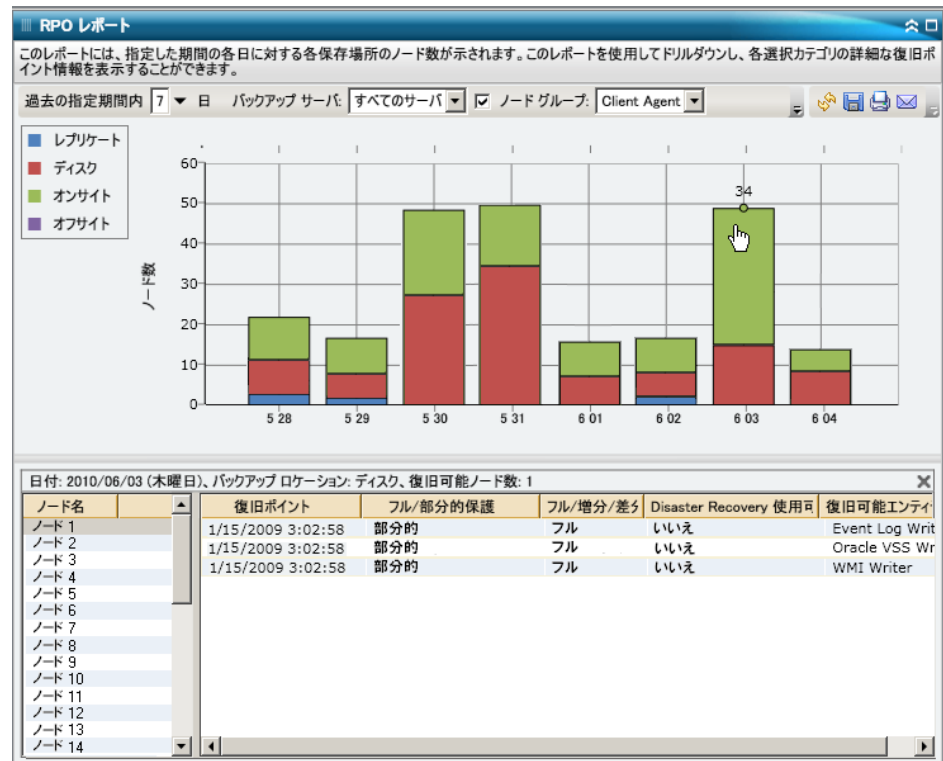 RPO レポート
このレポートには、指定した期間の各日に対する各保存場所のノード数が示されます。このレポートを使用してドリルダウンし、各選択カテゴリの詳細な復旧ポ
イント情報を表示することができます。
過去の指定期間内 7 日 バックアップ サーバ: すべてのサーバ ノード グループ: Client Agent
レプリケート
ディスク
オンサイト
オフサイト
ノード数
60
50
40
30
20
10
0
34
5 28 5 29 5 30 5 31 6 01 6 02 6 03 6 04
日付: 2010/06/03 (木曜日)、バックアップ ロケーション: ディスク、復旧可能ノード数: 1
ノード名 復旧ポイント フル/部分的保護 フル/増分/差分 Disaster Recovery 使用可 復旧可能エンティ
ノード 1
ノード 2
ノード 3
ノード 4
ノード 5
ノード 6
ノード 7
ノード 8
ノード 9
ノード 10
ノード 11
ノード 12
ノード 13
ノード 14
1/15/2009 3:02:58 部分的 フル いいえ Event Log Writ
1/15/2009 3:02:58 部分的 フル いいえ Oracle VSS Wr
1/15/2009 3:02:58 部分的 フル いいえ WMI Writer